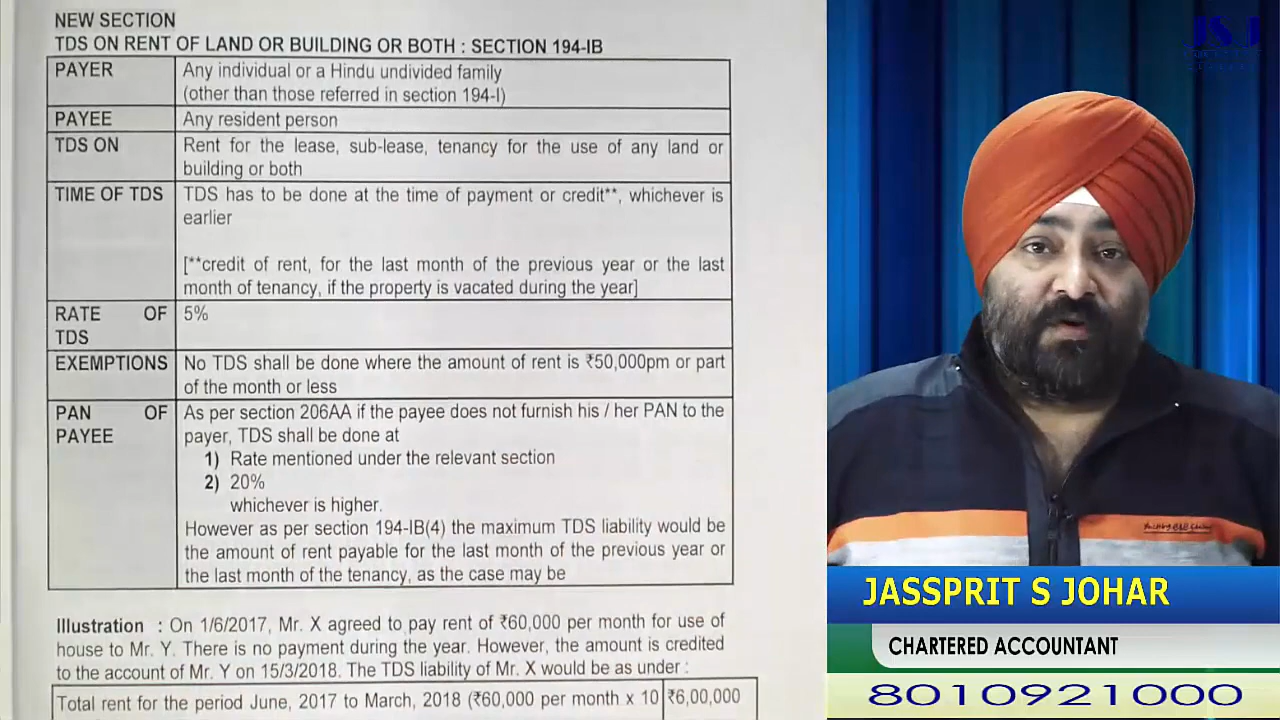 NEW SECTION
TDS ON RENT OF LAND OR BUILDING OR BOTH : SECTION 194-IB
PAYER Any individual or a Hindu undivided family
(other than those referred in section 194-I)
PAYEE Any resident person
TDS ON Rent for the lease, sub-lease, tenancy for the use of any land or
building or both
TIME OF TDS TDS has to be done at the time of payment or credit**, whichever is
earlier
[**credit of rent, for the last month of the previous year or the last
month of tenancy, if the property is vacated during the year]
RATE OF 5%
TDS
EXEMPTIONS No TDS shall be done where the amount of rent is ₹50,000pm or part
of the month or less
PAN OF As per section 206AA if the payee does not furnish his / her PAN to the
PAYEE payer, TDS shall be done at
1) Rate mentioned under the relevant section
2) 20%
whichever is higher.
However as per section 194-IB(4) the maximum TDS liability would be
the amount of rent payable for the last month of the previous year or
the last month of the tenancy, as the case may be
Illustration : On 1/6/2017, Mr. X agreed to pay rent of ₹60,000 per month for use of
house to Mr. Y. There is no payment during the year. However, the amount is credited
to the account of Mr. Y on 15/3/2018. The TDS liability of Mr. X would be as under :
Total rent for the period June, 2017 to March, 2018 (₹60,000 per month x 10 ₹6,00,000
JSJ
JASSPRIT S JOHAR
CHARTERED ACCOUNTANT
8010921000